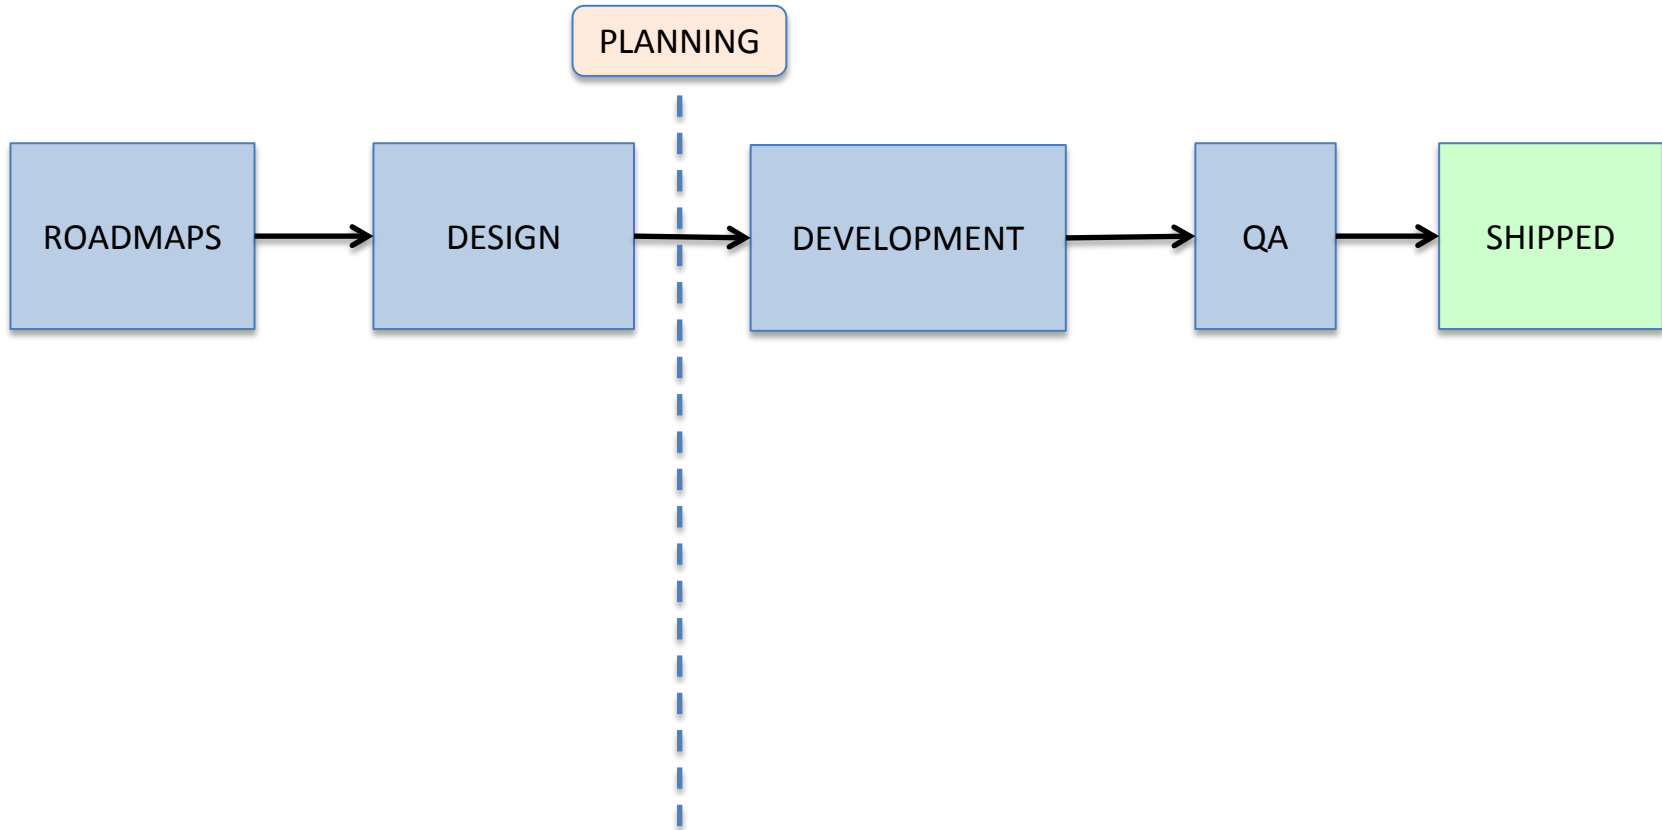 PLANNING
ROADMAPS
DESIGN
DEVELOPMENT
QA
SHIPPED